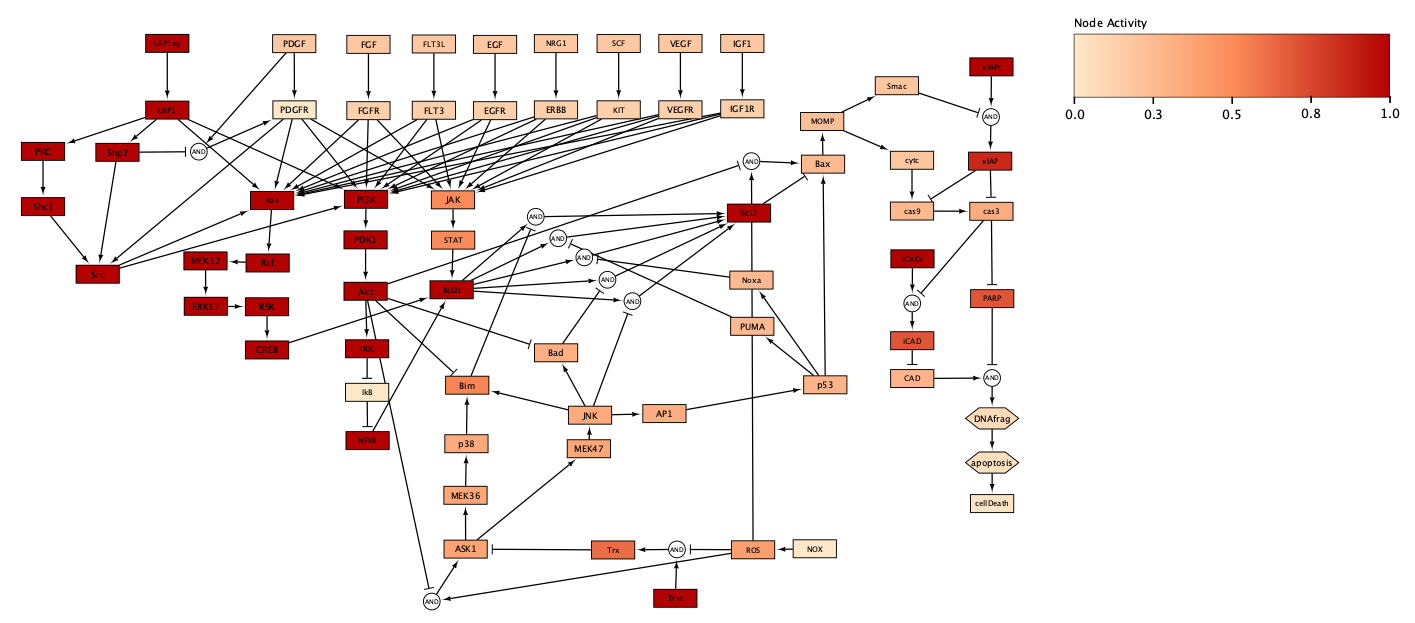 Node Activity
0.0 0.3 0.5 0.8 1.0
LRP1lig PDGF FGF FLT3L EGF NRG1 SCF VEGF IGF1
xIAPt
Smac
LRP1 PDGFR FGFR FLT3 EGFR ERBB KIT VEGFR IGF1R
AND
MOMP
PKC Shp2 AND
AND Bax cytc xIAP
Ras PI3K JAK
Shc1
Bcl2 cas9 cas3
AND
PDK1 STAT AND
MEK12 Raf AND iCADt
Src
Akt Bcl2t AND Noxa
ERK12 RSK AND AND PARP
PUMA
CREB IKK Bad iCAD
IkB Bim p53 CAD AND
JNK AP1 DNAfrag
NFkB p38 MEK47
apoptosis
MEK36 cellDeath
ASK1 Trx AND ROS NOX
AND Trxt